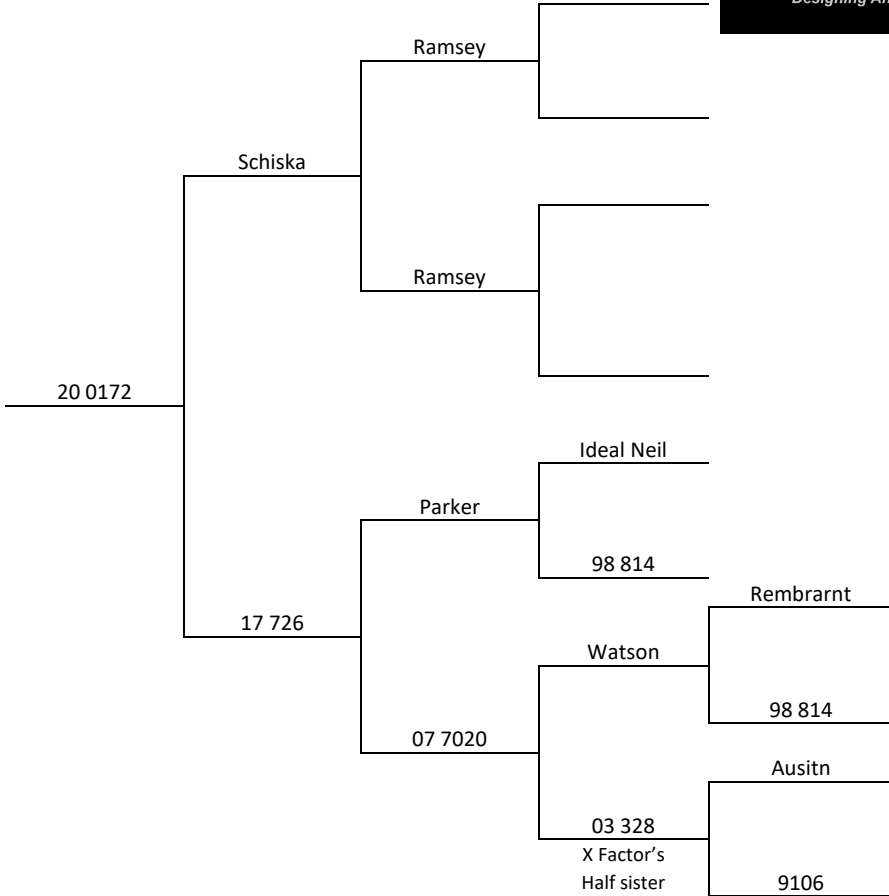 Designing
Ramsey
Schiska
Ramsey
20 0172
Ideal Neil
Parker
98 814
Rembrarnt
17 726
Watson
98 814
07 7020
Ausitn
03 328
X Factor's
Half sister
9106